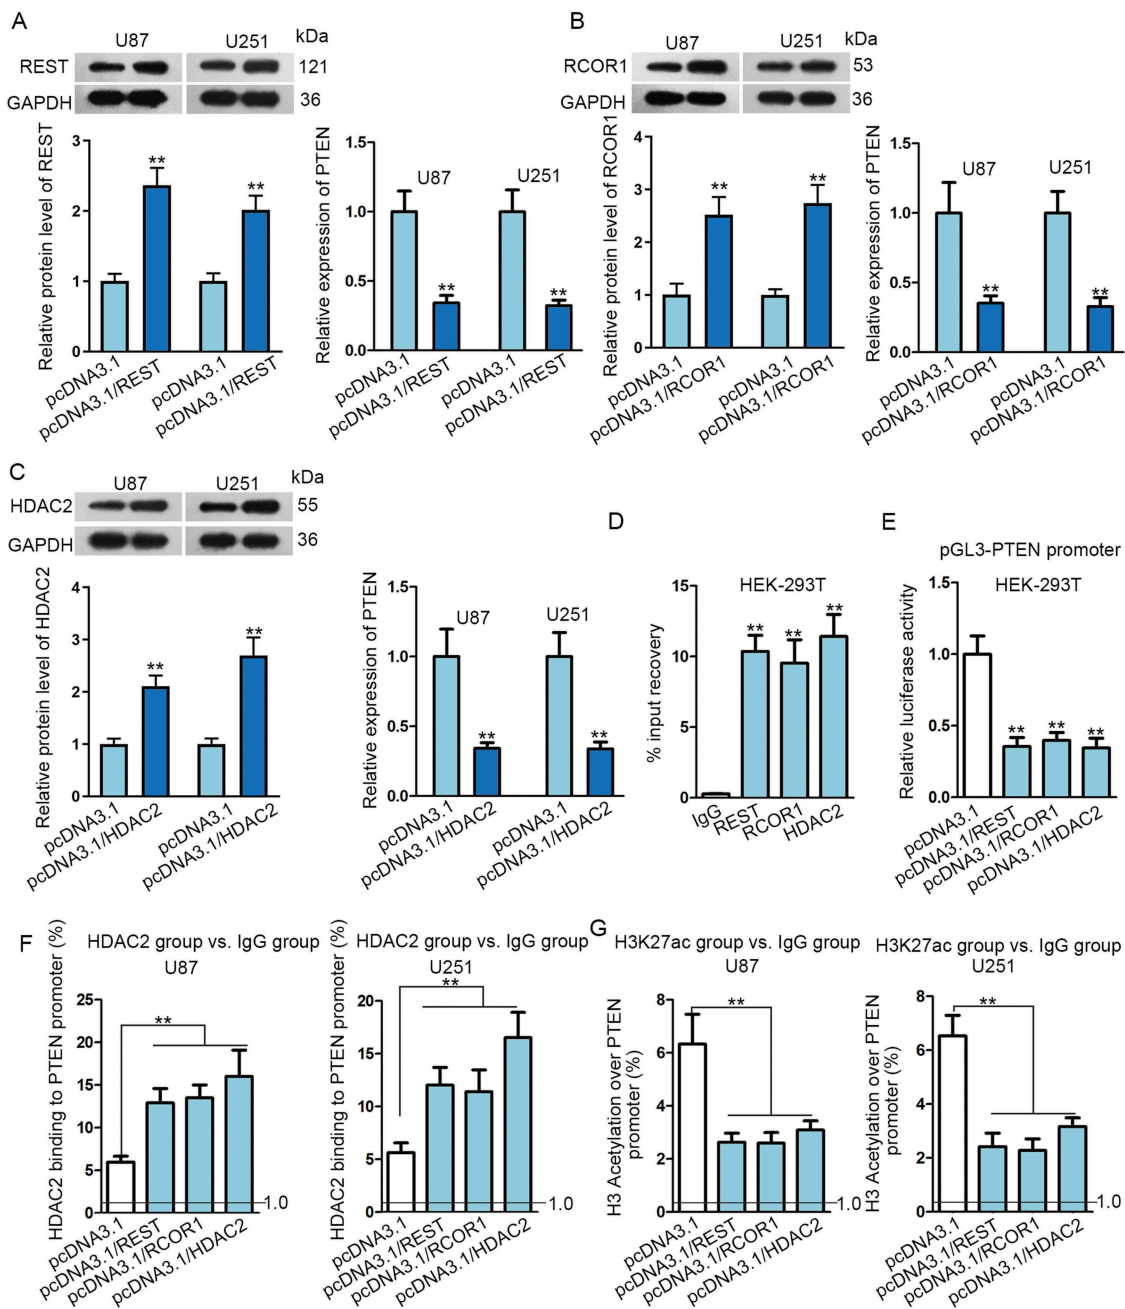 A
U87
U251
kDa
REST
121
GAPDH
36
Relative protein level of REST
3
2
1
0
**
**
pcDNA3.1
pcDNA3.1/REST
pcDNA3.1
pcDNA3.1/REST
Relative expression of PTEN
1.5
1.0
0.5
0.0
U87
U251
**
**
pcDNA3.1
pcDNA3.1/REST
pcDNA3.1
pcDNA3.1/REST
B
U87
U251
kDa
RCOR1
53
GAPDH
36
Relative protein level of RCOR1
4
3
2
1
0
**
**
pcDNA3.1
pcDNA3.1/RCOR1
pcDNA3.1
pcDNA3.1/RCOR1
Relative expression of PTEN
1.5
1.0
0.5
0.0
U87
U251
**
**
pcDNA3.1
pcDNA3.1/RCOR1
pcDNA3.1
pcDNA3.1/RCOR1
C
U87
U251
kDa
HDAC2
55
GAPDH
36
Relative protein level of HDAC2
4
3
2
1
0
**
**
pcDNA3.1
pcDNA3.1/HDAC2
pcDNA3.1
pcDNA3.1/HDAC2
Relative expression of PTEN
1.5
1.0
0.5
0.0
U87
U251
**
**
pcDNA3.1
pcDNA3.1/HDAC2
pcDNA3.1
pcDNA3.1/HDAC2
D
HEK-293T
% input recovery
15
10
5
0
**
**
**
IgG
REST
RCOR1
HDAC2
E
pGL3-PTEN promoter
HEK-293T
Relative luciferase activity
1.5
1.0
0.5
0.0
**
**
**
pcDNA3.1
pcDNA3.1/REST
pcDNA3.1/RCOR1
pcDNA3.1/HDAC2
F
HDAC2 group vs. IgG group
U87
HDAC2 binding to PTEN promoter (%)
25
20
15
10
5
0
**
1.0
pcDNA3.1
pcDNA3.1/REST
pcDNA3.1/RCOR1
pcDNA3.1/HDAC2
HDAC2 group vs. IgG group
U251
HDAC2 binding to PTEN promoter (%)
20
15
10
5
0
**
1.0
pcDNA3.1
pcDNA3.1/REST
pcDNA3.1/RCOR1
pcDNA3.1/HDAC2
G
H3K27ac group vs. IgG group
U87
H3 Acetylation over PTEN
promoter (%)
8
6
4
2
0
**
1.0
pcDNA3.1
pcDNA3.1/REST
pcDNA3.1/RCOR1
pcDNA3.1/HDAC2
H3K27ac group vs. IgG group
U251
H3 Acetylation over PTEN
promoter (%)
8
6
4
2
0
**
1.0
pcDNA3.1
pcDNA3.1/REST
pcDNA3.1/RCOR1
pcDNA3.1/HDAC2